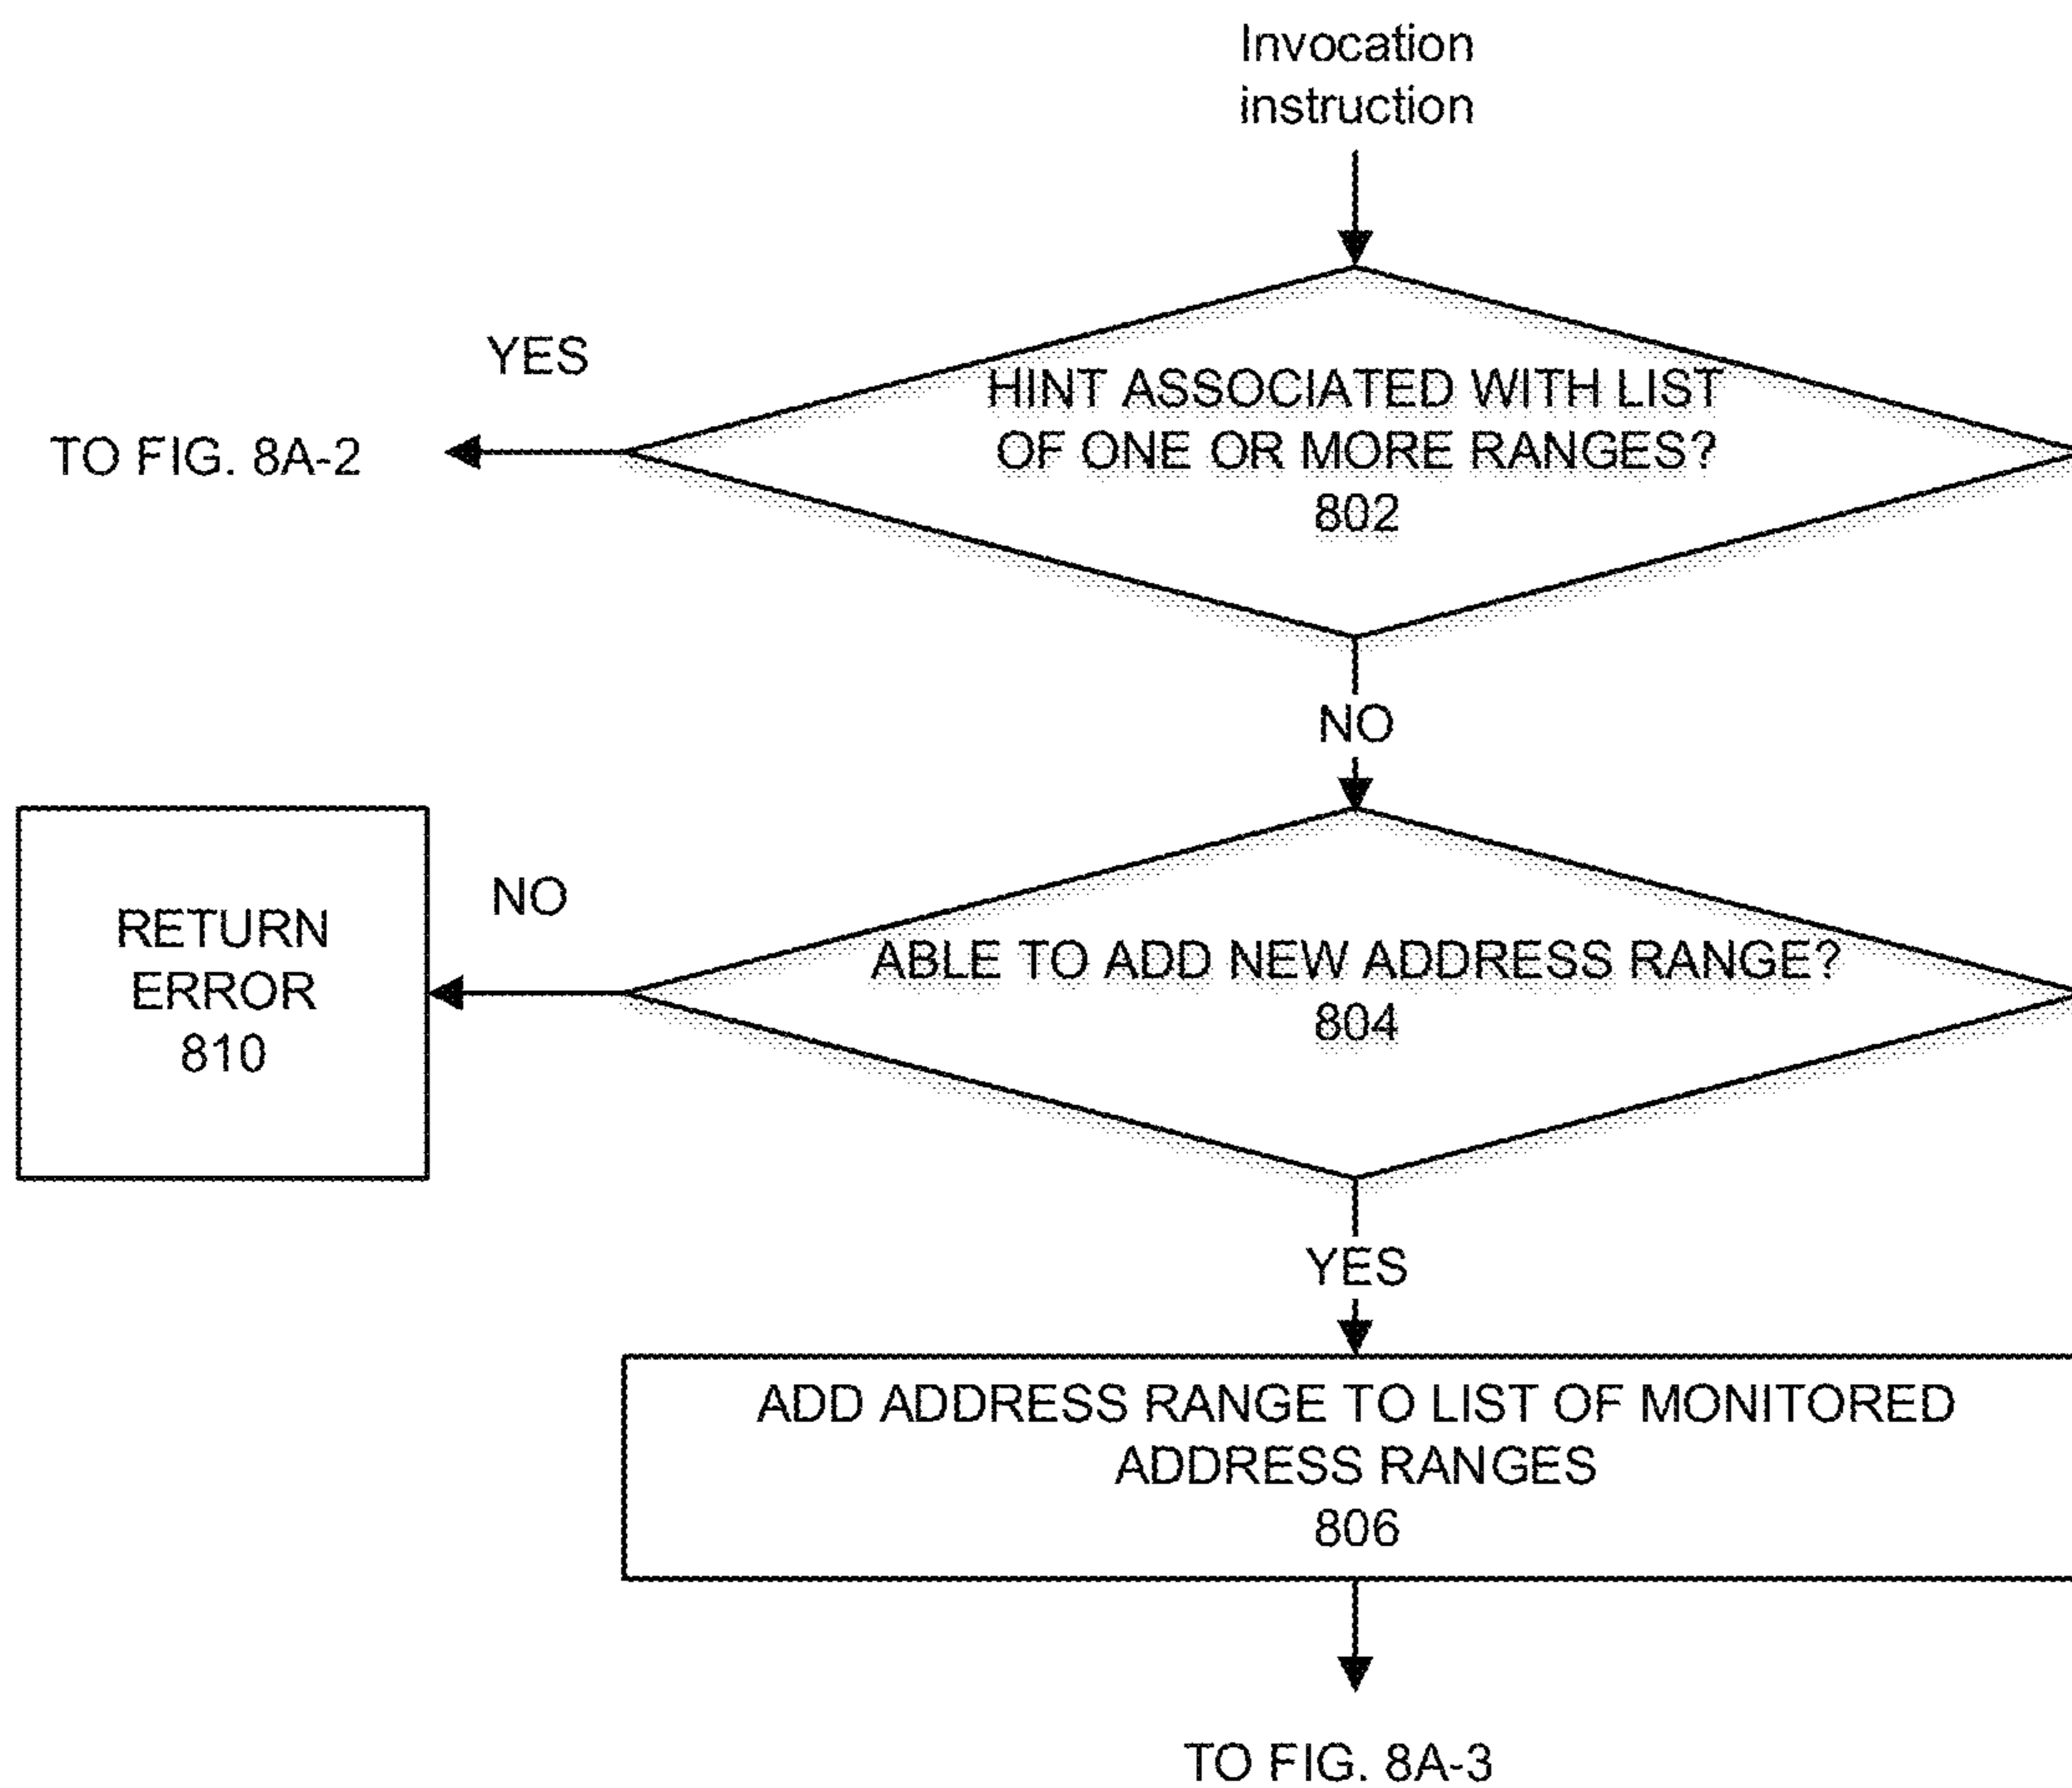 Invocation
instruction
YES
HINT ASSOCIATED WITH LIST
OF ONE OR MORE RANGES?
802
TO FIG. 8A-2
NO
RETURN
ERROR
810
NO
ABLE TO ADD NEW ADDRESS RANGE?
804
YES
ADD ADDRESS RANGE TO LIST OF MONITORED
ADDRESS RANGES
806
TO FIG. 8A-3